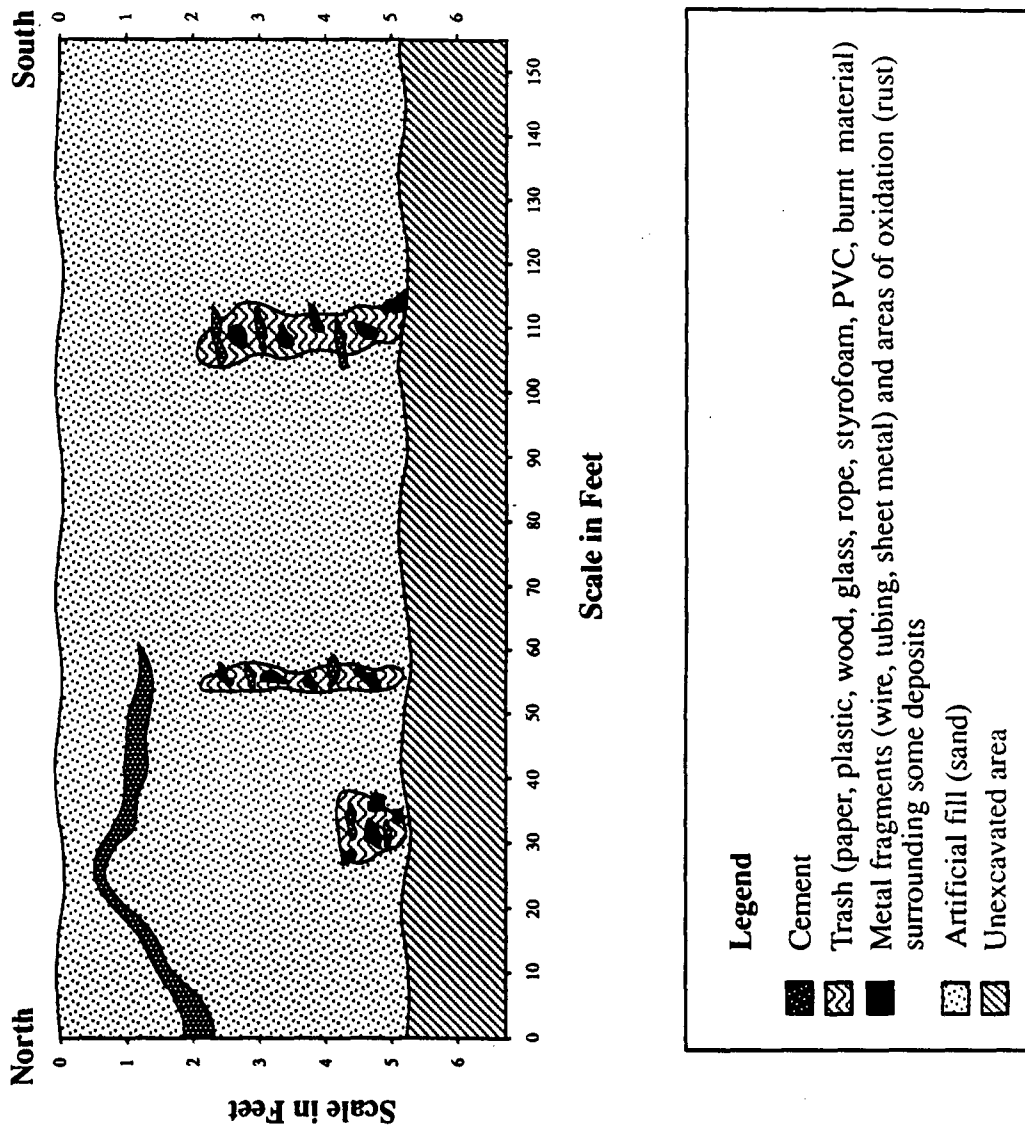 North
South
0
1
2
3
4
5
6
0
1
2
3
4
5
6
Scale in Feet
0
10
20
30
40
50
60
70
80
90
100
110
120
130
140
150
Scale in Feet
Legend
Cement
Trash (paper, plastic, wood, glass, rope, styrofoam, PVC, burnt material)
Metal fragments (wire, tubing, sheet metal) and areas of oxidation (rust)
surrounding some deposits
Artificial fill (sand)
Unexcavated area